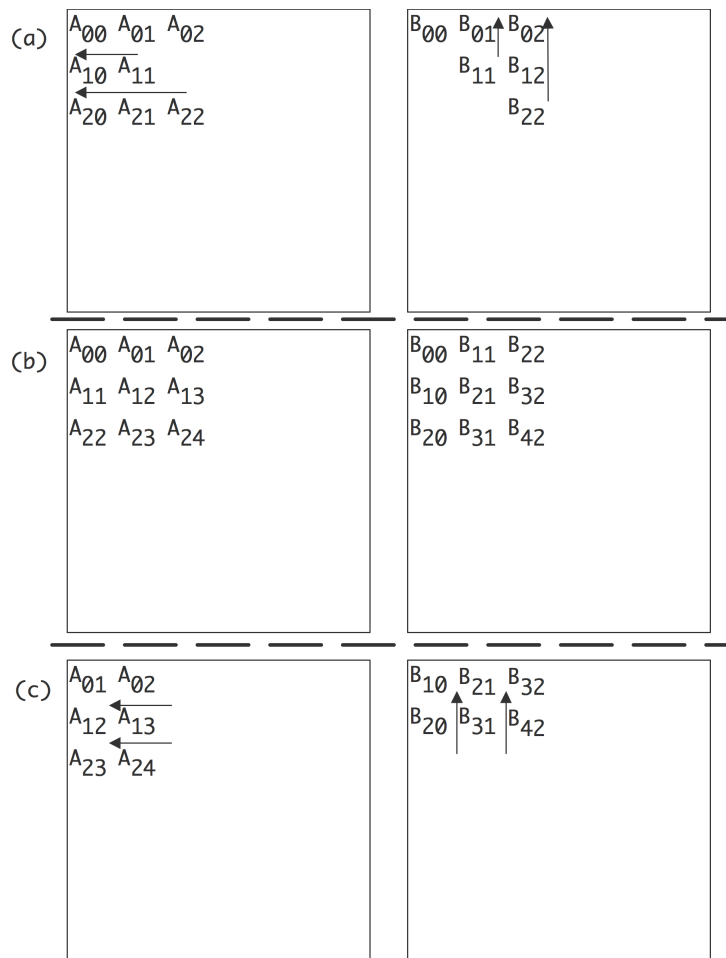 (a) A00 A01 A02 B00 B01 B02
A10 A11 B11 B12
A20 A21 A22 B22
(b) A00 A01 A02 B00 B11 B22
A11 A12 A13 B10 B21 B32
A22 A23 A24 B20 B31 B42
(c) A01 A02 B10 B21 B32
A12 A13 B20 B31 B42
A23 A24